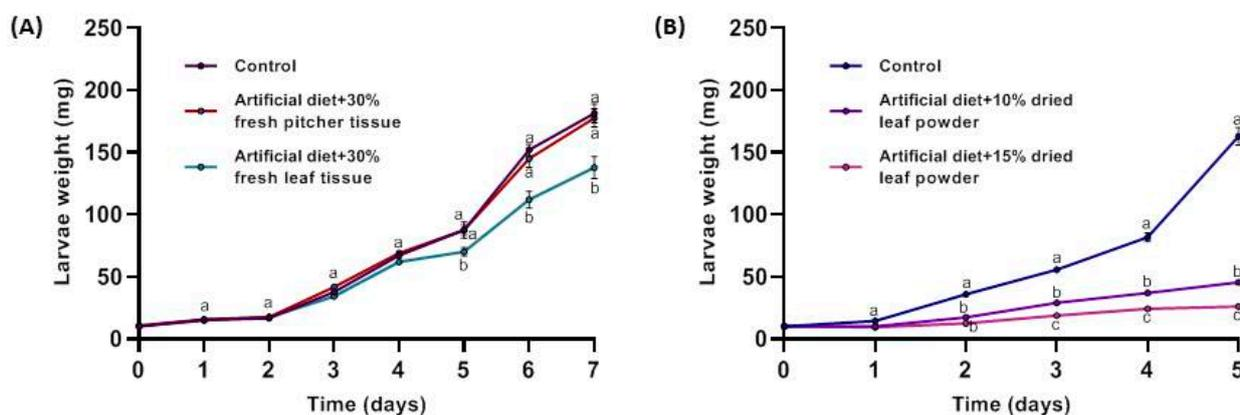 (A)
250
200
150
100
50
0
Larvae weight (mg)
Control
Artificial diet+30%
fresh pitcher tissue
Artificial diet+30%
fresh leaf tissue
a
a
a
a
a
a
b
a
a
b
a
a
b
0 1 2 3 4 5 6 7
Time (days)
(B)
250
200
150
100
50
0
Larvae weight (mg)
Control
Artificial diet+10% dried
leaf powder
Artificial diet+15% dried
leaf powder
a
a
b
b
a
b
c
a
b
c
a
b
c
0 1 2 3 4 5
Time (days)